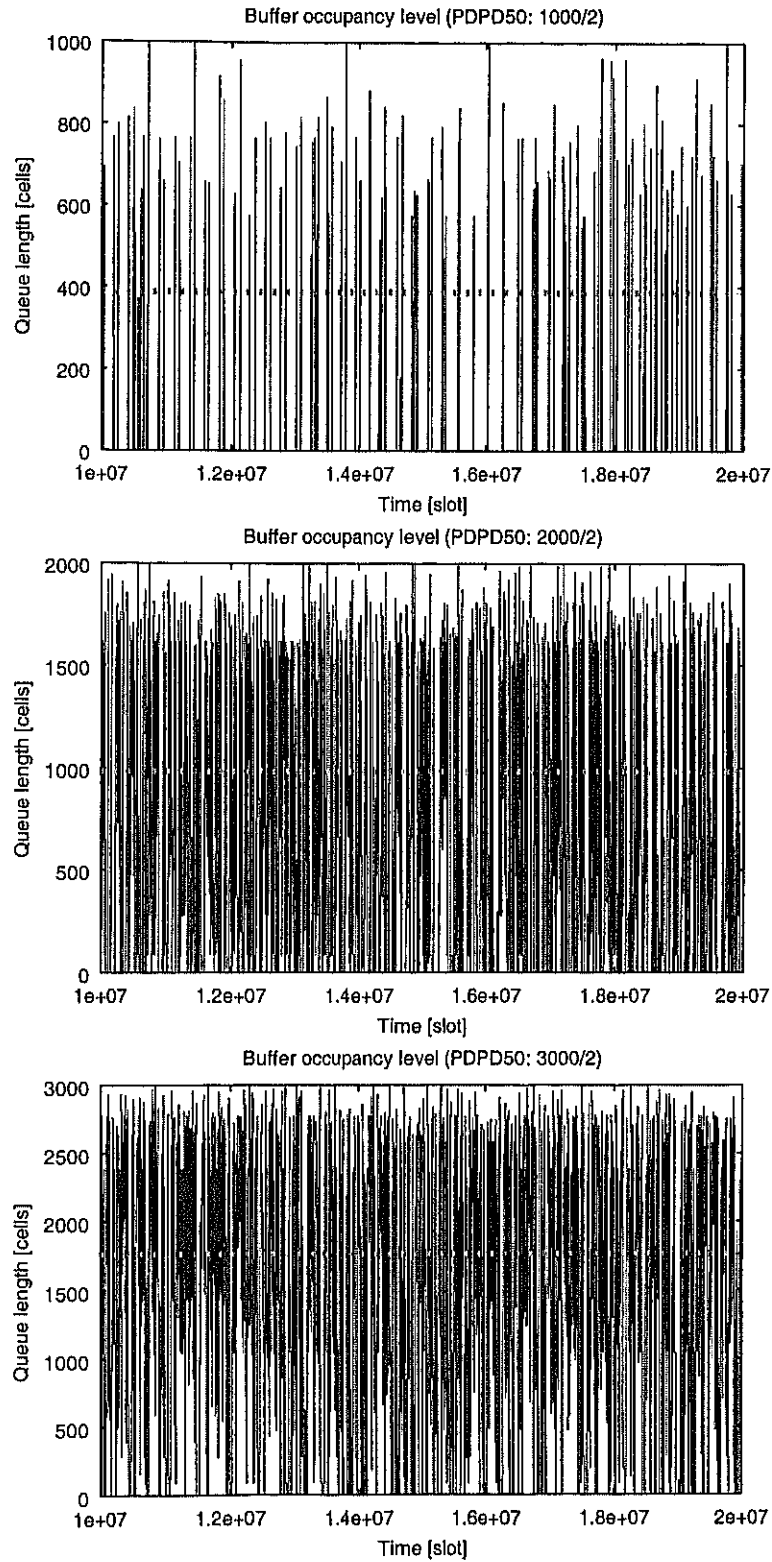 Buffer occupancy level (PDPD50: 1000/2)
1000
800
600
400
200
0
Queue length [cells]
1e+07 1.2e+07 1.4e+07 1.6e+07 1.8e+07 2e+07
Time [slot]
Buffer occupancy level (PDPD50: 2000/2)
2000
1500
1000
500
0
Queue length [cells]
1e+07 1.2e+07 1.4e+07 1.6e+07 1.8e+07 2e+07
Time [slot]
Buffer occupancy level (PDPD50: 3000/2)
3000
2500
2000
1500
1000
500
0
Queue length [cells]
1e+07 1.2e+07 1.4e+07 1.6e+07 1.8e+07 2e+07
Time [slot]